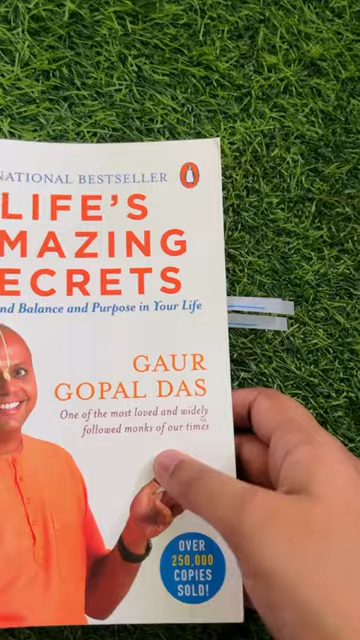 NATIONAL BESTSELLER
LIFE'S
MAZING
ECRETS
nd Balance and Purpose in Your Life
GAUR
GOPAL DAS
One of the most loved and widely
followed monks of our times
OVER
250,000
COPIES
SOLD!